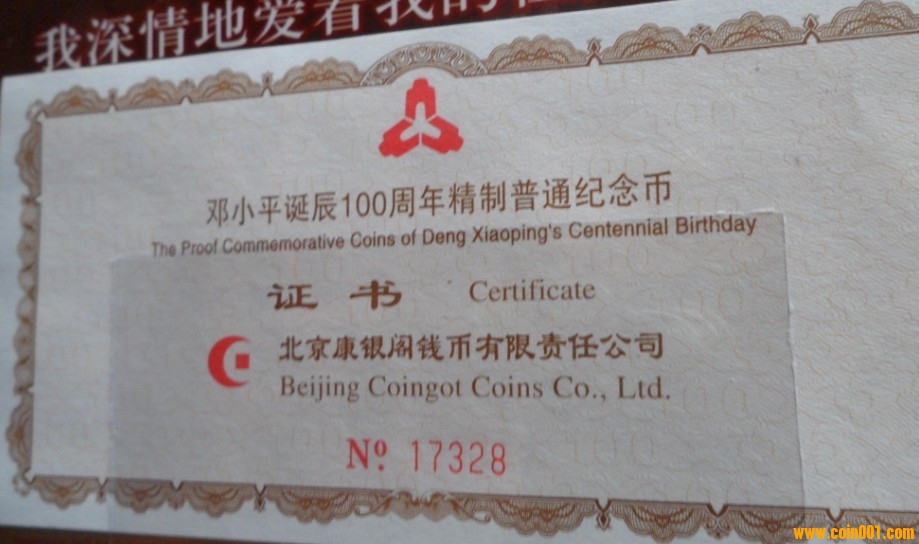 我深情地爱着我的
邓小平诞辰100周年精制普通纪念币
The Proof Commemorative Coins of Deng Xiaoping's Centennial Birthday
证 书 Certificate
北京康银阁钱币有限责任公司
Beijing Coingot Coins Co., Ltd.
Nº 17328
www.coin001.com